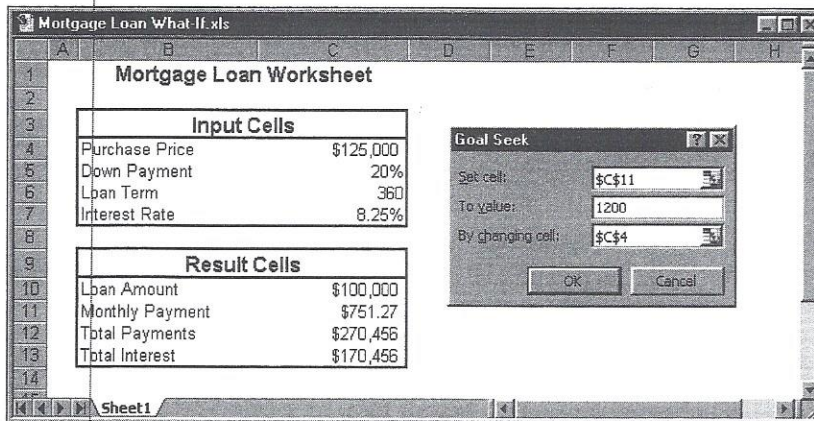 Mortgage Loan What-If.xls
A B C D E F G H
1 Mortgage Loan Worksheet
2
3 Input Cells
4 Purchase Price $125,000
5 Down Payment 20%
6 Loan Term 360
7 Interest Rate 8.25%
8
9 Result Cells
10 Loan Amount $100,000
11 Monthly Payment $751.27
12 Total Payments $270,456
13 Total Interest $170,456
14
Goal Seek
Set cell: $C$11
To value: 1200
By changing cell: $C$4
OK Cancel
Sheet1